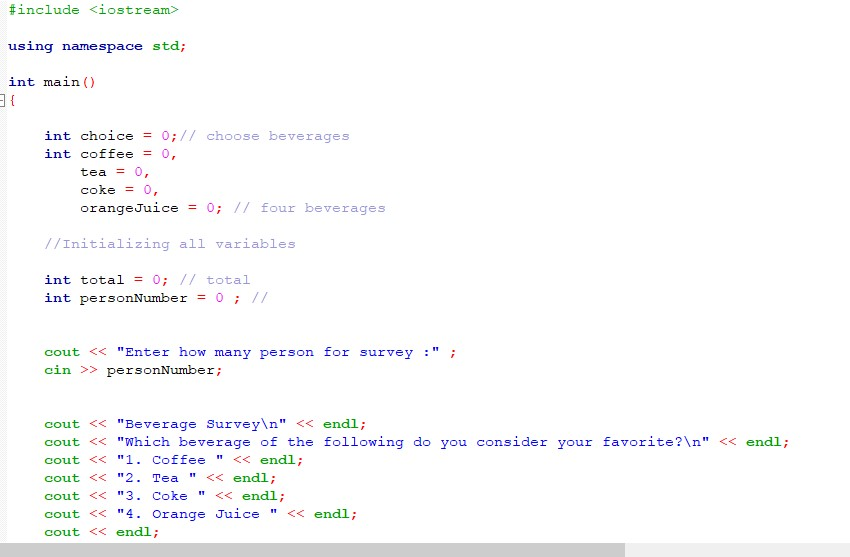 #include <iostream>
using namespace std;
int main()
{
int choice = 0;// choose beverages
int coffee = 0,
tea = 0,
coke = 0,
orangeJuice = 0; // four beverages
//Initializing all variables
int total = 0; // total
int personNumber = 0 ; //
cout << "Enter how many person for survey :" ;
cin >> personNumber;
cout << "Beverage Survey\n" << endl;
cout << "Which beverage of the following do you consider your favorite?\n" << endl;
cout << "1. Coffee " << endl;
cout << "2. Tea " << endl;
cout << "3. Coke " << endl;
cout << "4. Orange Juice " << endl;
cout << endl;